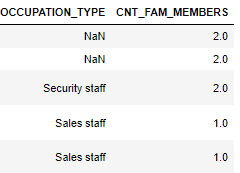 OCCUPATION_TYPE CNT_FAM_MEMBERS
NaN 2.0
NaN 2.0
Security staff 2.0
Sales staff 1.0
Sales staff 1.0